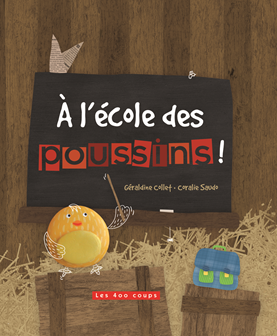 À l'école des
poussins !
Géraldine Collet • Coralie Saudo
Les 400 coups